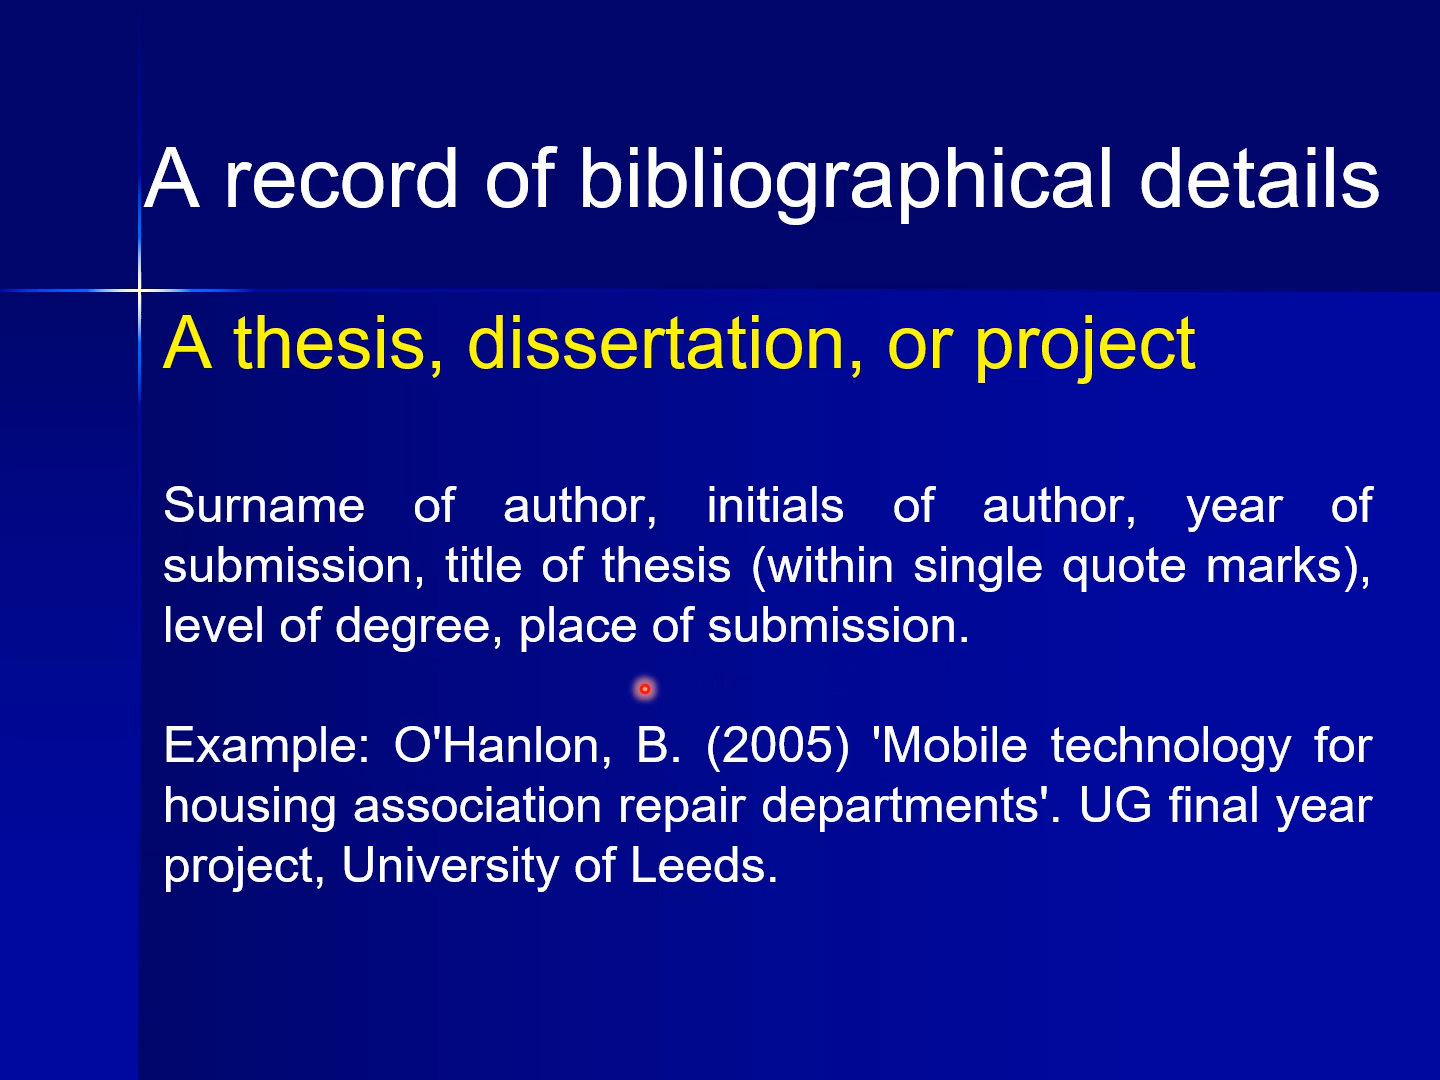 A record of bibliographical details
A thesis, dissertation, or project
Surname of author, initials of author, year of
submission, title of thesis (within single quote marks),
level of degree, place of submission.
Example: O'Hanlon, B. (2005) 'Mobile technology for
housing association repair departments'. UG final year
project, University of Leeds.